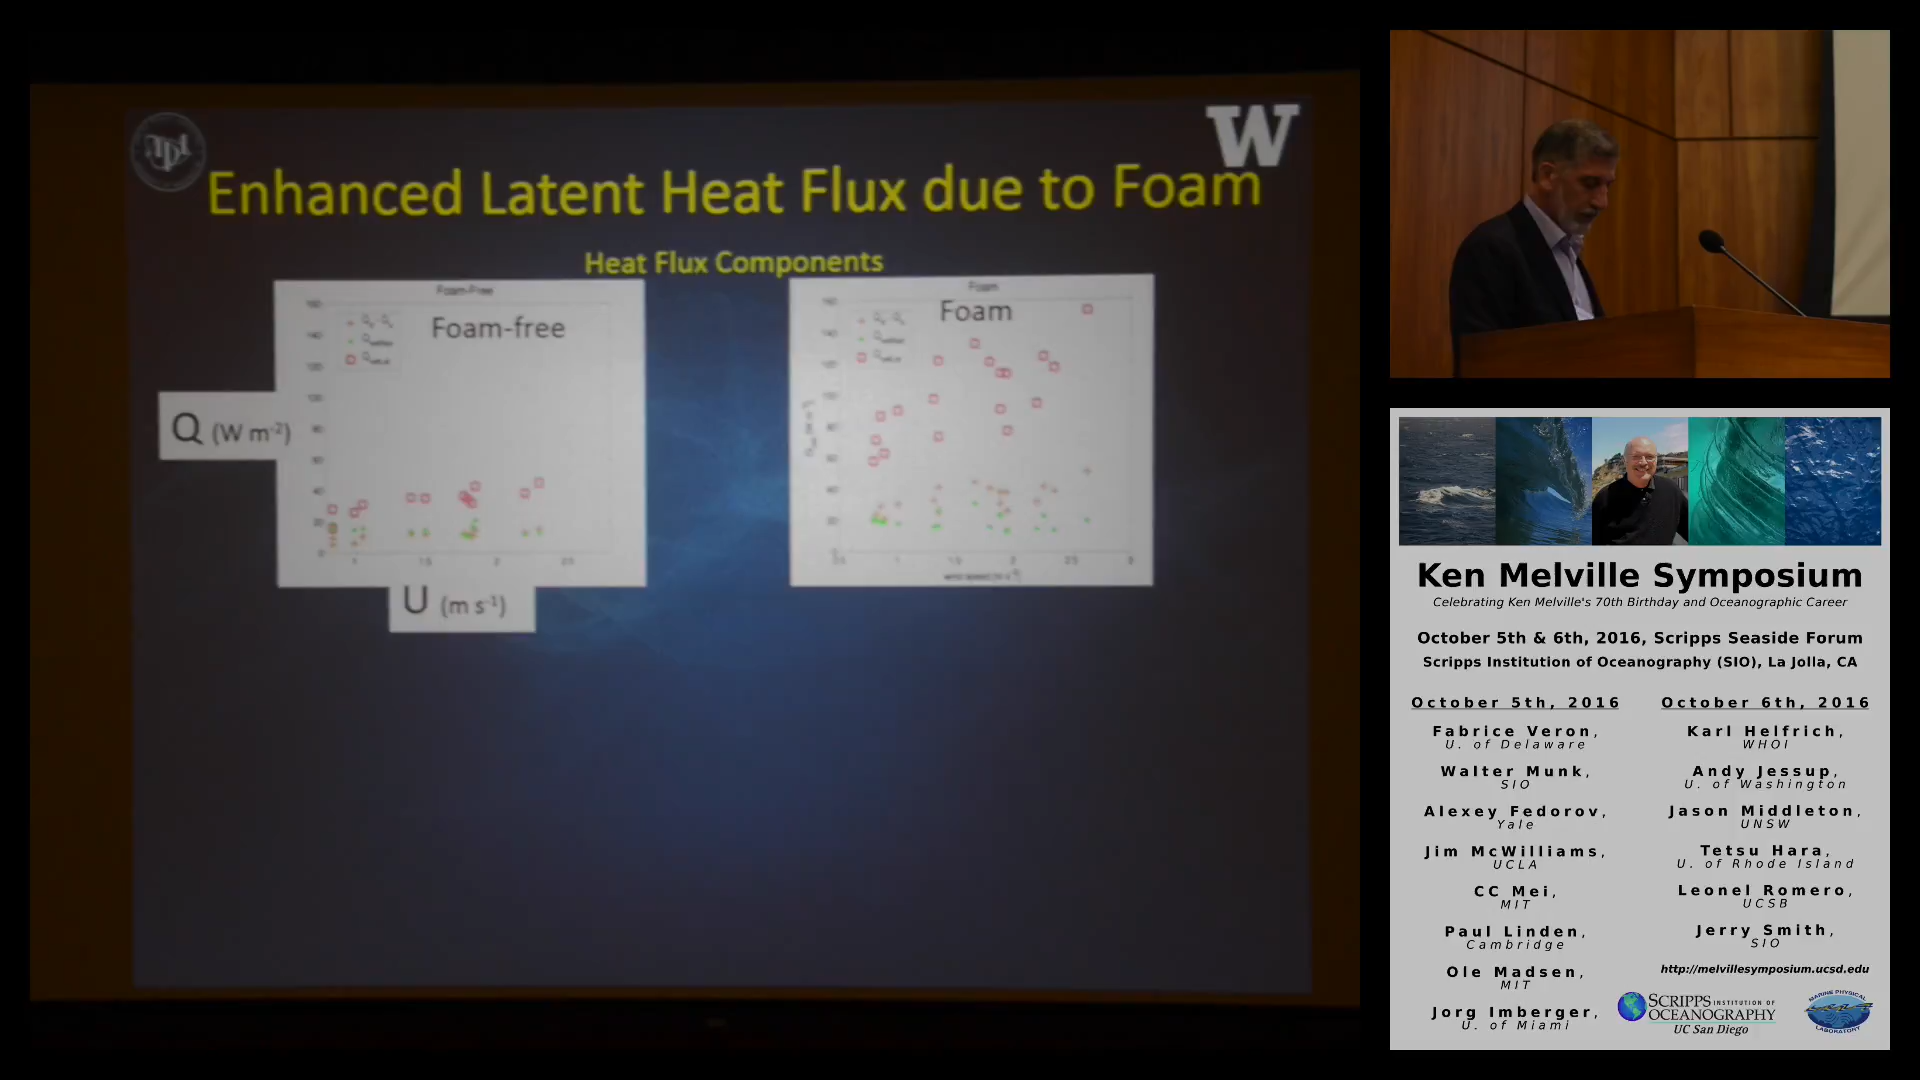 APL
W
Enhanced Latent Heat Flux due to Foam
Heat Flux Components
Foam-Free
Foam-free
Q (W m⁻²)
U (m s⁻¹)
Foam
Foam
Ken Melville Symposium
Celebrating Ken Melville's 70th Birthday and Oceanographic Career
October 5th & 6th, 2016, Scripps Seaside Forum
Scripps Institution of Oceanography (SIO), La Jolla, CA
October 5th, 2016
Fabrice Veron,
U. of Delaware
Walter Munk,
SIO
Alexey Fedorov,
Yale
Jim McWilliams,
UCLA
CC Mei,
MIT
Paul Linden,
Cambridge
Ole Madsen,
MIT
Jorg Imberger,
U. of Miami
October 6th, 2016
Karl Helfrich,
WHOI
Andy Jessup,
U. of Washington
Jason Middleton,
UNSW
Tetsu Hara,
U. of Rhode Island
Leonel Romero,
UCSB
Jerry Smith,
SIO
http://melvillesymposium.ucsd.edu
SCRIPPS INSTITUTION OF
OCEANOGRAPHY
UC San Diego
MARINE PHYSICAL
LABORATORY